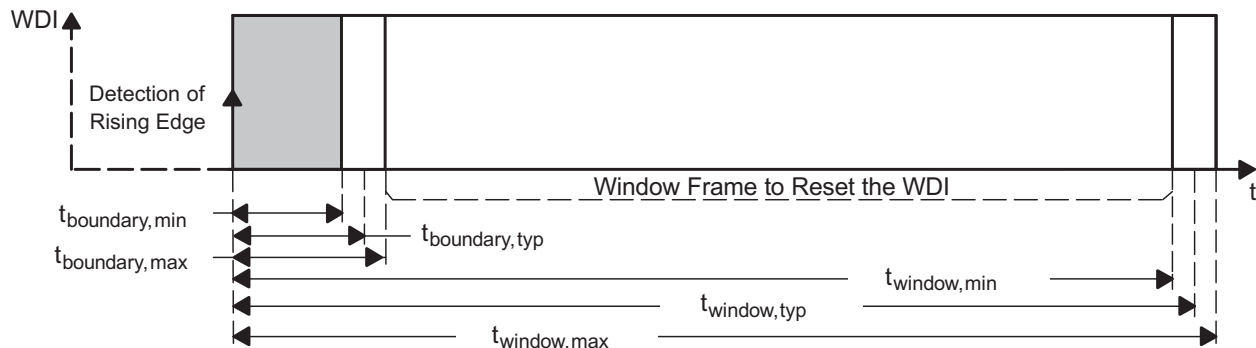 WDI
Detection of
Rising Edge
Window Frame to Reset the WDI
t
tboundary,min
tboundary,typ
tboundary,max
twindow,min
twindow,typ
twindow,max